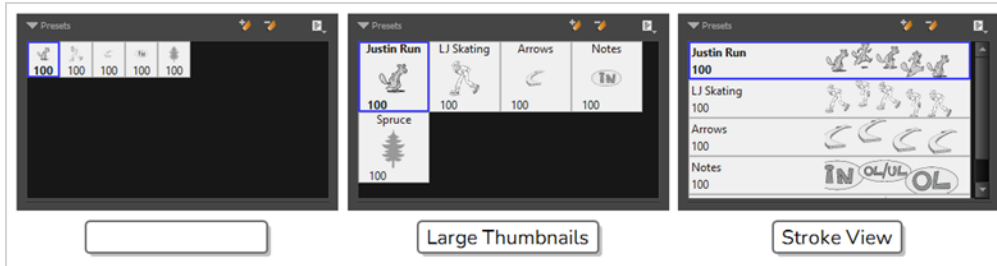 Presets
100 100 100 100 100
Presets
Justin Run LJ Skating Arrows Notes
IN
100 100 100 100
Spruce
100
Presets
Justin Run
100
LJ Skating
100
Arrows
100
Notes
100
IN OL/UL OL
Large Thumbnails
Stroke View